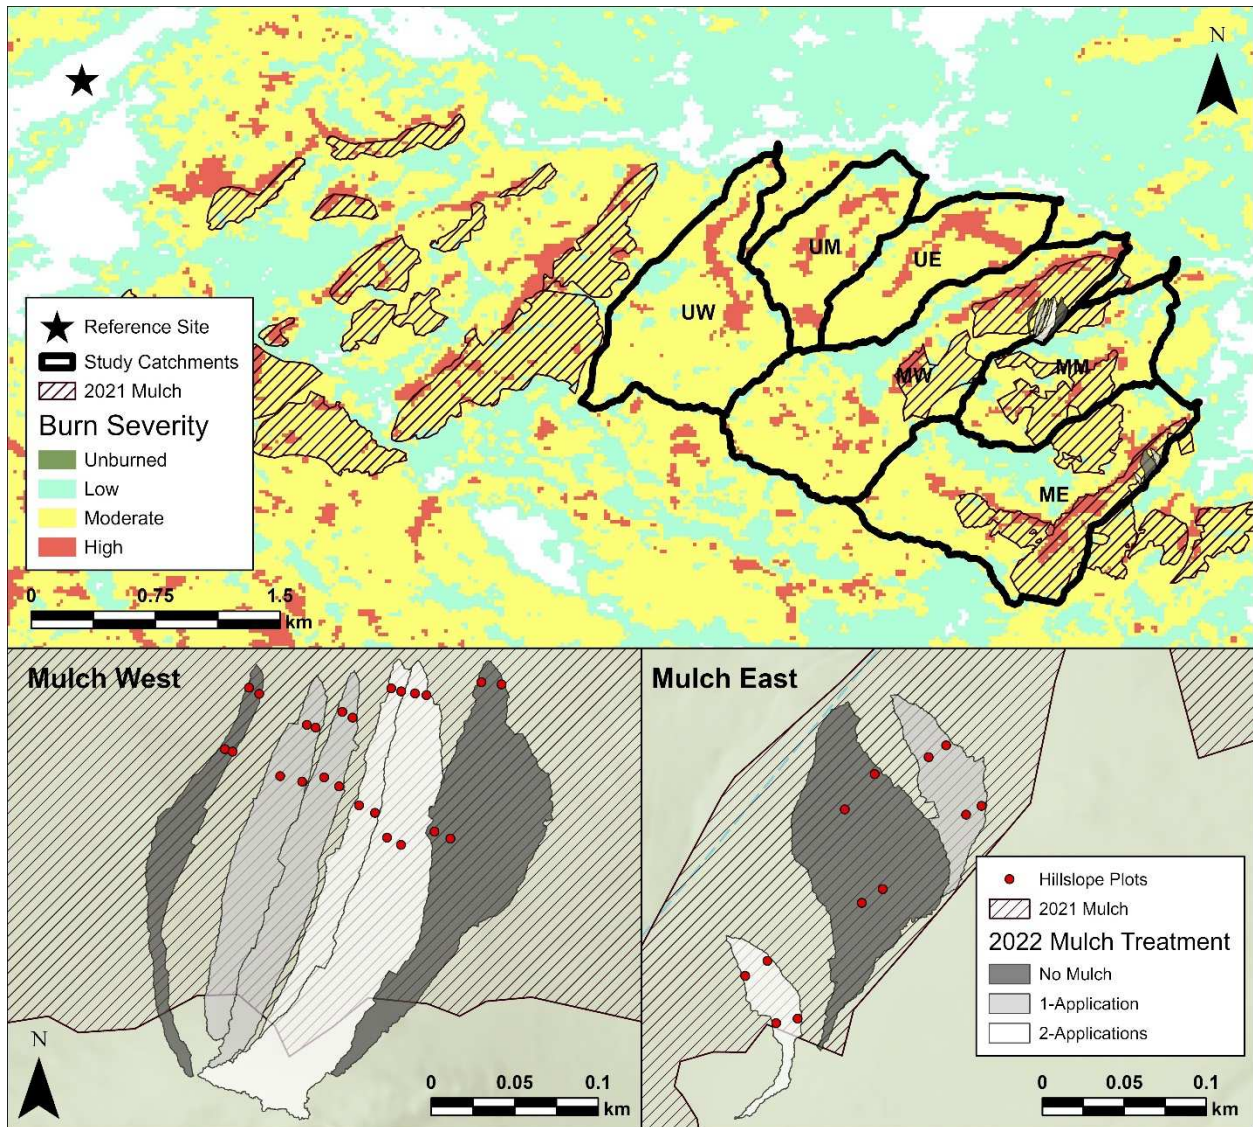 N
UM
UE
UW
MW
MM
ME
Reference Site
Study Catchments
2021 Mulch
Burn Severity
Unburned
Low
Moderate
High
0 0.75 1.5
km
Mulch West
N
0 0.05 0.1
km
Mulch East
Hillslope Plots
2021 Mulch
2022 Mulch Treatment
No Mulch
1-Application
2-Applications
0 0.05 0.1
km